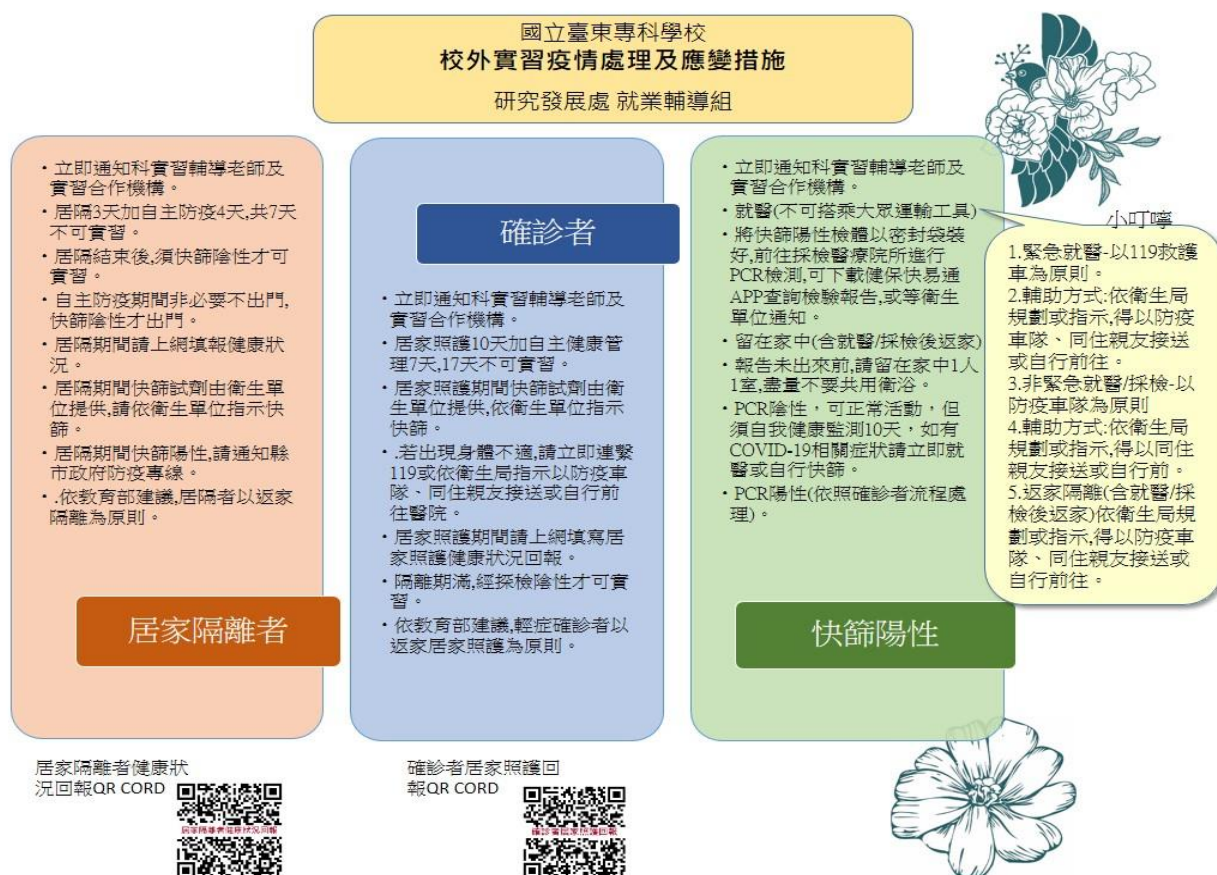 國立臺東專科學校
校外實習疫情處理及應變措施
研究發展處 就業輔導組
・立即通知科實習輔導老師及
實習合作機構。
・居隔3天加自主防疫4天,共7天
不可實習。
・居隔結束後,須快篩陰性才可
實習。
・自主防疫期間非必要不出門,
快篩陰性才出門。
・居隔期間請上網填報健康狀
況。
・居隔期間快篩試劑由衛生單
位提供,請依衛生單位指示快
篩。
・居隔期間快篩陽性,請通知縣
市政府防疫專線。
・.依教育部建議,居隔者以返家
隔離為原則。
居家隔離者
確診者
・立即通知科實習輔導老師及
實習合作機構。
・居家照護10天加自主健康管
理7天,17天不可實習。
・居家照護期間快篩試劑由衛
生單位提供,依衛生單位指示
快篩。
・.若出現身體不適,請立即連繫
119或依衛生局指示以防疫車
隊、同住親友接送或自行前
往醫院。
・居家照護期間請上網填寫居
家照護健康狀況回報。
・隔離期滿,經採檢陰性才可實
習。
・依教育部建議,輕症確診者以
返家居家照護為原則。
・立即通知科實習輔導老師及
實習合作機構。
・就醫(不可搭乘大眾運輸工具)
・將快篩陽性檢體以密封袋裝
好,前往採檢醫療院所進行
PCR檢測,可下載健保快易通
APP查詢檢驗報告,或等衛生
單位通知。
・留在家中(含就醫/採檢後返家)
・報告未出來前,請留在家中1人
1室,盡量不要共用衛浴。
・PCR陰性，可正常活動，但
須自我健康監測10天，如有
COVID-19相關症狀請立即就
醫或自行快篩。
・PCR陽性(依照確診者流程處
理)。
快篩陽性
小叮嚀
1.緊急就醫-以119救護
車為原則。
2.輔助方式:依衛生局
規劃或指示,得以防疫
車隊、同住親友接送
或自行前往。
3.非緊急就醫/採檢-以
防疫車隊為原則
4.輔助方式:依衛生局
規劃或指示,得以同住
親友接送或自行前。
5.返家隔離(含就醫/採
檢後返家)依衛生局規
劃或指示,得以防疫車
隊、同住親友接送或
自行前往。
居家隔離者健康狀
況回報QR CORD
居家隔離者健康狀況回報
確診者居家照護回
報QR CORD
確診者居家照護回報